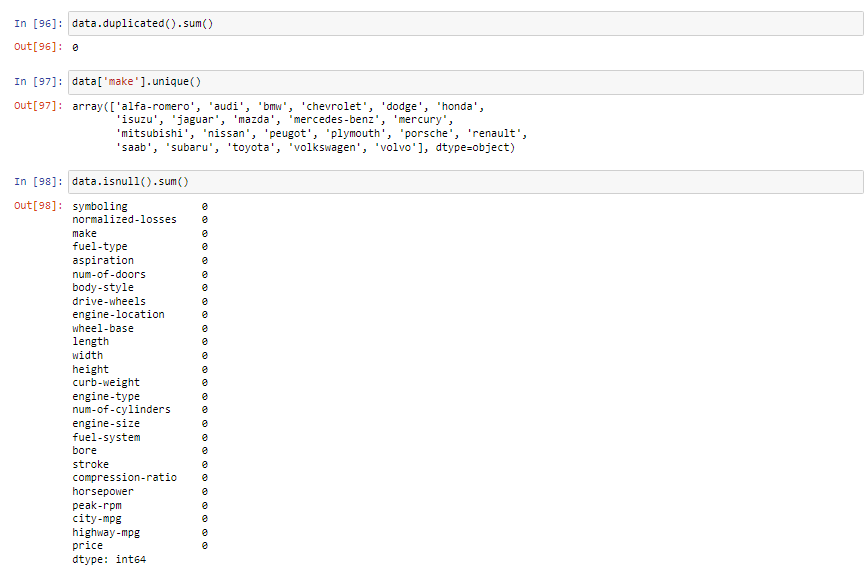 In [96]: data.duplicated().sum()
Out[96]: 0
In [97]: data['make'].unique()
Out[97]: array(['alfa-romero', 'audi', 'bmw', 'chevrolet', 'dodge', 'honda',
'isuzu', 'jaguar', 'mazda', 'mercedes-benz', 'mercury',
'mitsubishi', 'nissan', 'peugot', 'plymouth', 'porsche', 'renault',
'saab', 'subaru', 'toyota', 'volkswagen', 'volvo'], dtype=object)
In [98]: data.isnull().sum()
Out[98]: symboling 0
normalized-losses 0
make 0
fuel-type 0
aspiration 0
num-of-doors 0
body-style 0
drive-wheels 0
engine-location 0
wheel-base 0
length 0
width 0
height 0
curb-weight 0
engine-type 0
num-of-cylinders 0
engine-size 0
fuel-system 0
bore 0
stroke 0
compression-ratio 0
horsepower 0
peak-rpm 0
city-mpg 0
highway-mpg 0
price 0
dtype: int64